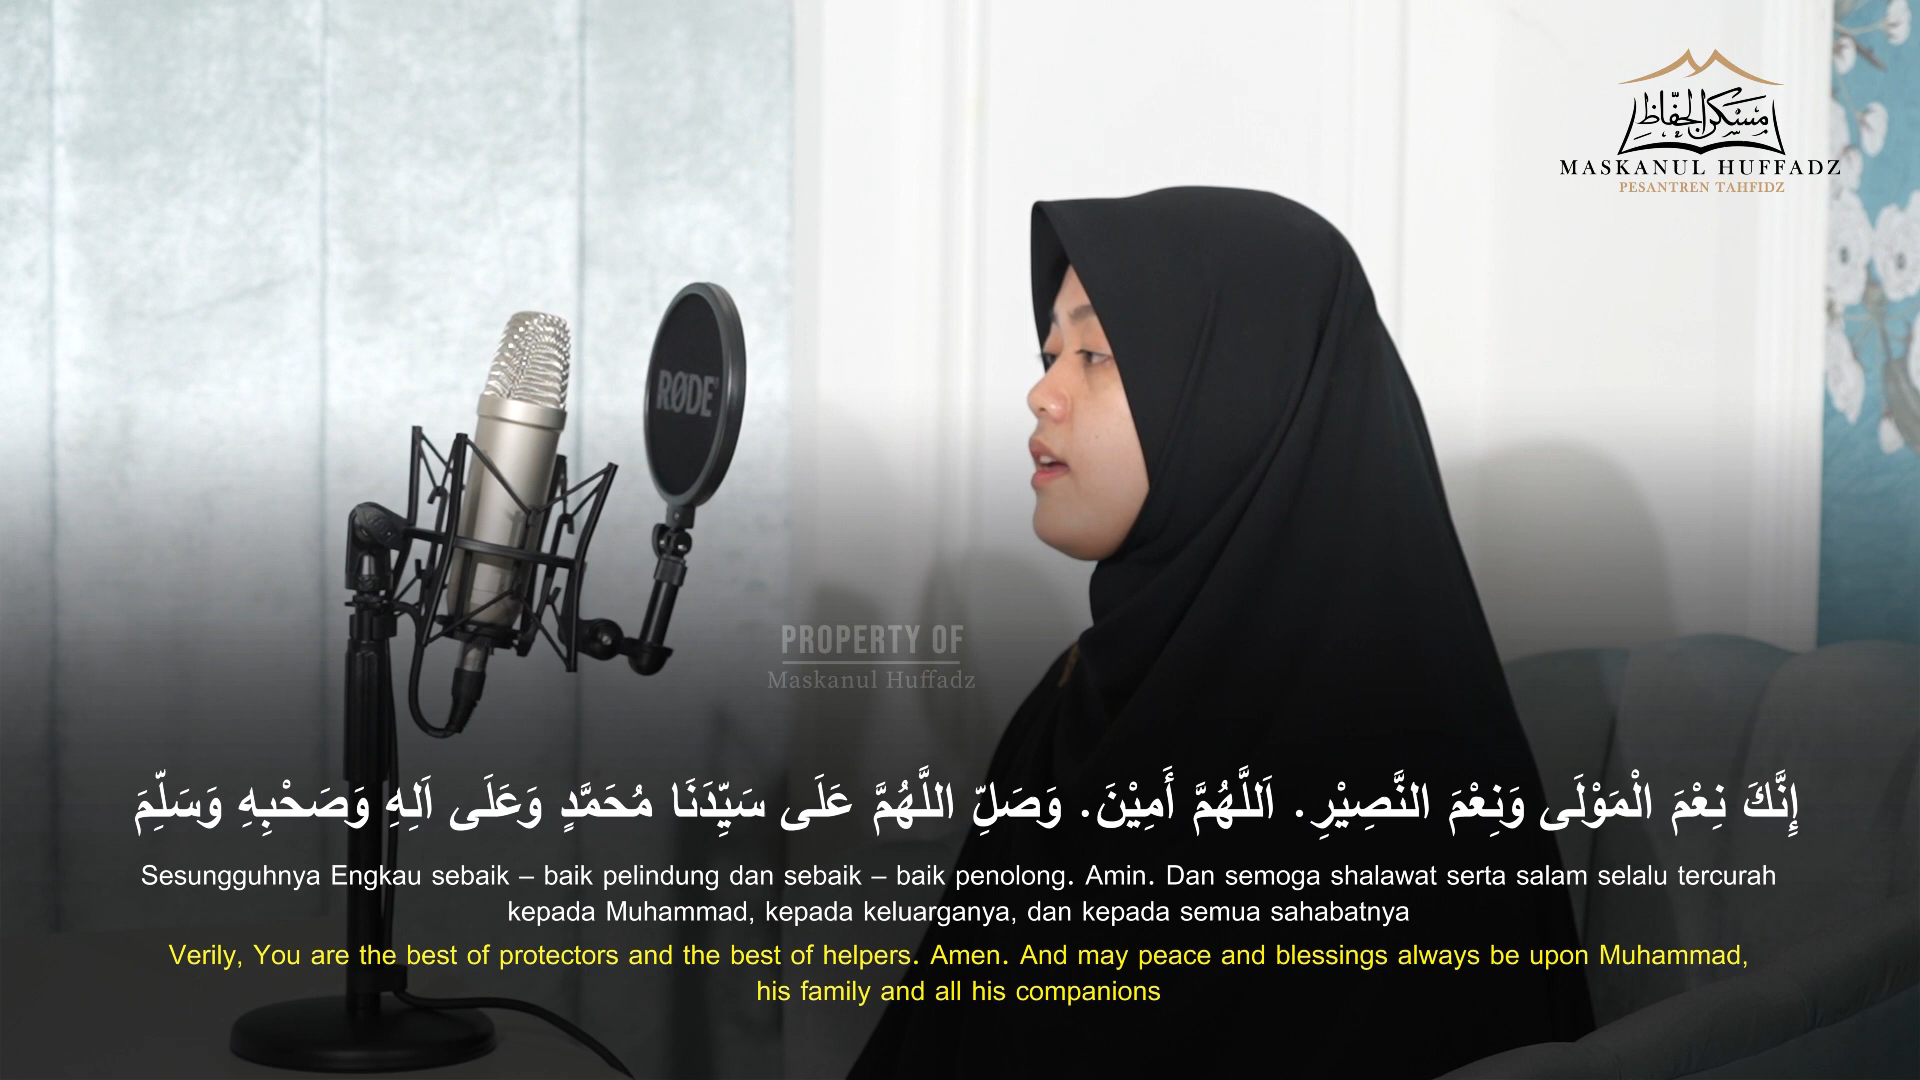 مسكن الحفاظ
MASKANUL HUFFADZ
PESANTREN TAHFIDZ
RØDE
PROPERTY OF
Maskanul Huffadz
إِنَّكَ نِعْمَ الْمَوْلَى وَنِعْمَ النَّصِيْرِ. اَللَّهُمَّ أَمِيْنَ. وَصَلِّ اللَّهُمَّ عَلَى سَيِّدَنَا مُحَمَّدٍ وَعَلَى اَلِهِ وَصَحْبِهِ وَسَلِّمَ
Sesungguhnya Engkau sebaik – baik pelindung dan sebaik – baik penolong. Amin. Dan semoga shalawat serta salam selalu tercurah
kepada Muhammad, kepada keluarganya, dan kepada semua sahabatnya
Verily, You are the best of protectors and the best of helpers. Amen. And may peace and blessings always be upon Muhammad,
his family and all his companions